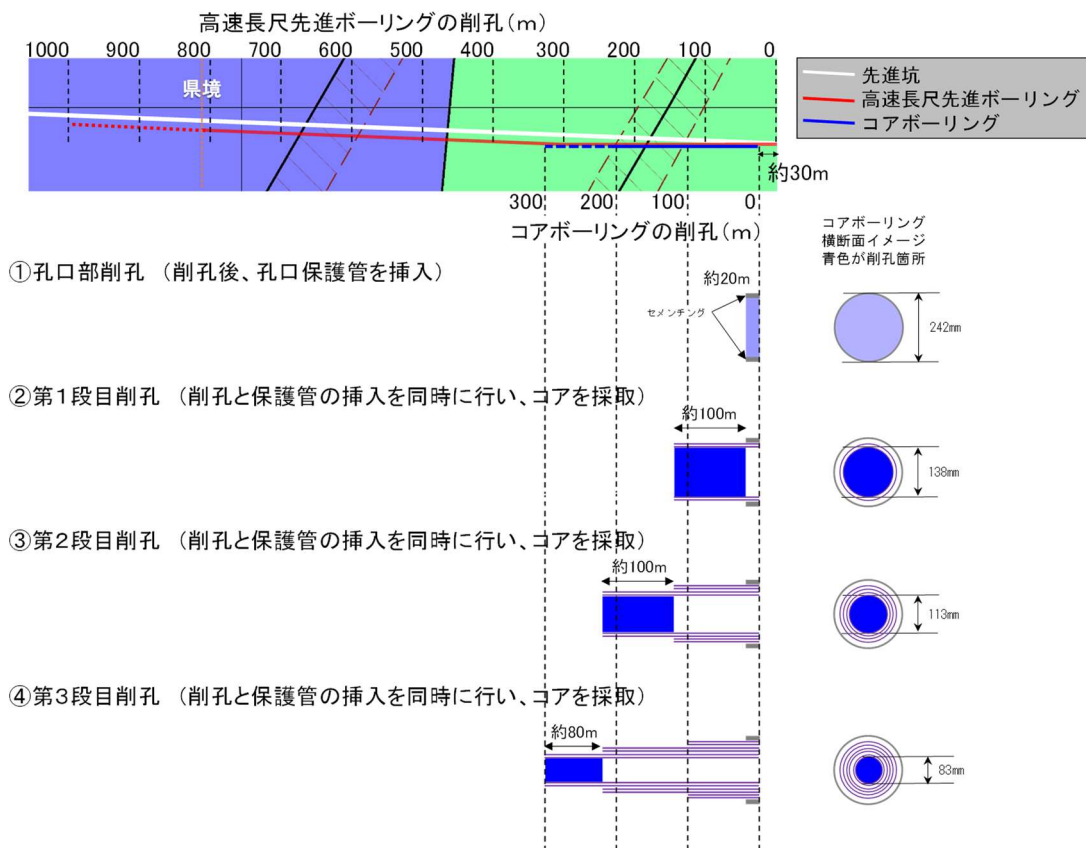 高速長尺先進ボーリングの削孔(m)
1000 900 800 700 600 500 400 300 200 100 0
県境
先進坑
高速長尺先進ボーリング
コアボーリング
約30m
300 200 100 0
コアボーリングの削孔(m)
コアボーリング
横断面イメージ
青色が削孔箇所
①孔口部削孔 (削孔後、孔口保護管を挿入)
約20m
セメンチング
242mm
②第1段目削孔 (削孔と保護管の挿入を同時に行い、コアを採取)
約100m
138mm
③第2段目削孔 (削孔と保護管の挿入を同時に行い、コアを採取)
約100m
113mm
④第3段目削孔 (削孔と保護管の挿入を同時に行い、コアを採取)
約80m
83mm